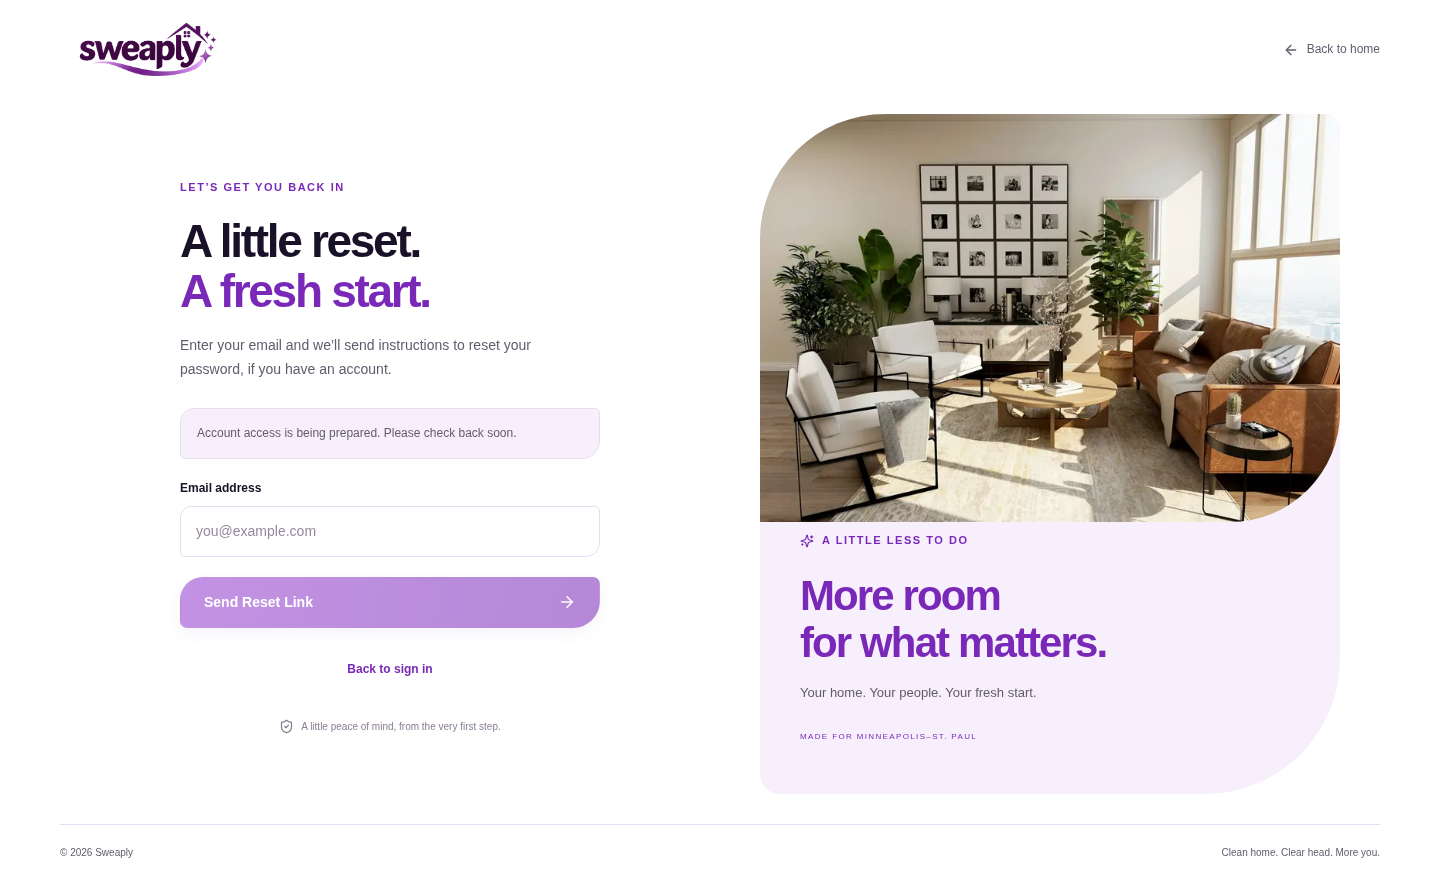 sweaply
Back to home
LET'S GET YOU BACK IN
A little reset.
A fresh start.
Enter your email and we’ll send instructions to reset your
password, if you have an account.
Account access is being prepared. Please check back soon.
Email address
you@example.com
Send Reset Link
Back to sign in
A little peace of mind, from the very first step.
A LITTLE LESS TO DO
More room
for what matters.
Your home. Your people. Your fresh start.
MADE FOR MINNEAPOLIS–ST. PAUL
© 2026 Sweaply
Clean home. Clear head. More you.